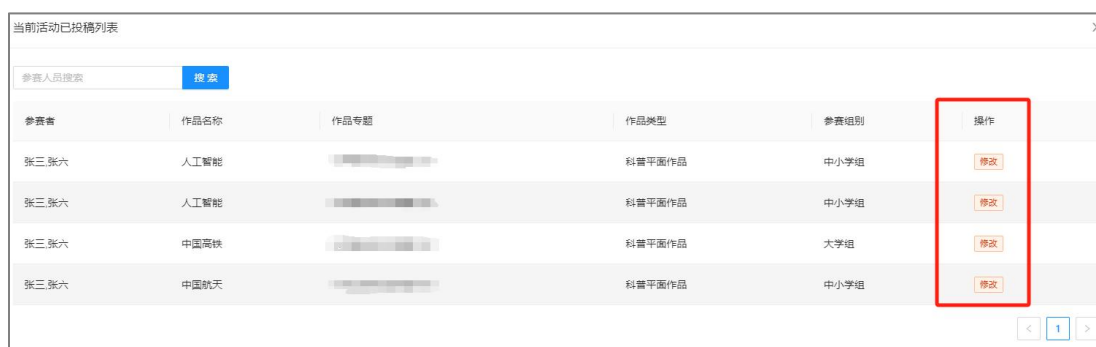 当前活动已投稿列表
参赛人员搜索 搜索
参赛者 作品名称 作品专题 作品类型 参赛组别 操作
张三,张六 人工智能 科普平面作品 中小学组 修改
张三,张六 人工智能 科普平面作品 中小学组 修改
张三,张六 中国高铁 科普平面作品 大学组 修改
张三,张六 中国航天 科普平面作品 中小学组 修改
< 1 >